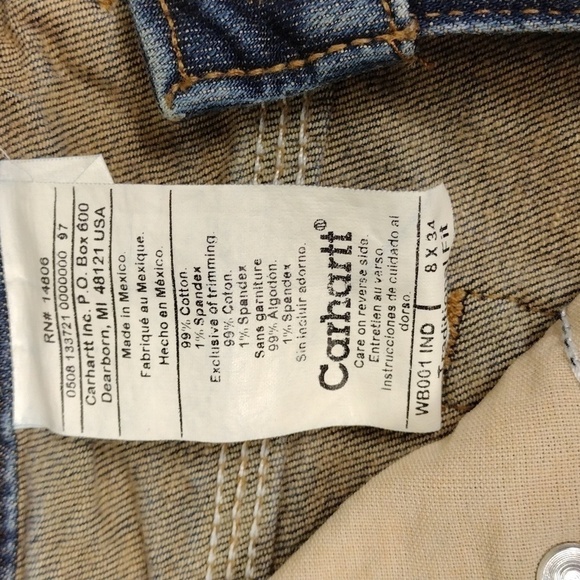 Carhartt®
Care on reverse side.
Entretien au verso.
Instrucciones de cuidado al
dorso.
WB001 IND 8 X 34
FIT
99% Cotton.
1% Spandex
Exclusive of trimming.
99% Coton.
1% Spandex
Sans garniture
99% Algodón.
1% Spandex
Sin incluir adorno.
Made in Mexico.
Fabriqué au Mexique.
Hecho en México.
RN# 14806
0508 133721 0000000 97
Carhartt Inc. P.O. Box 600
Dearborn, MI 48121 USA